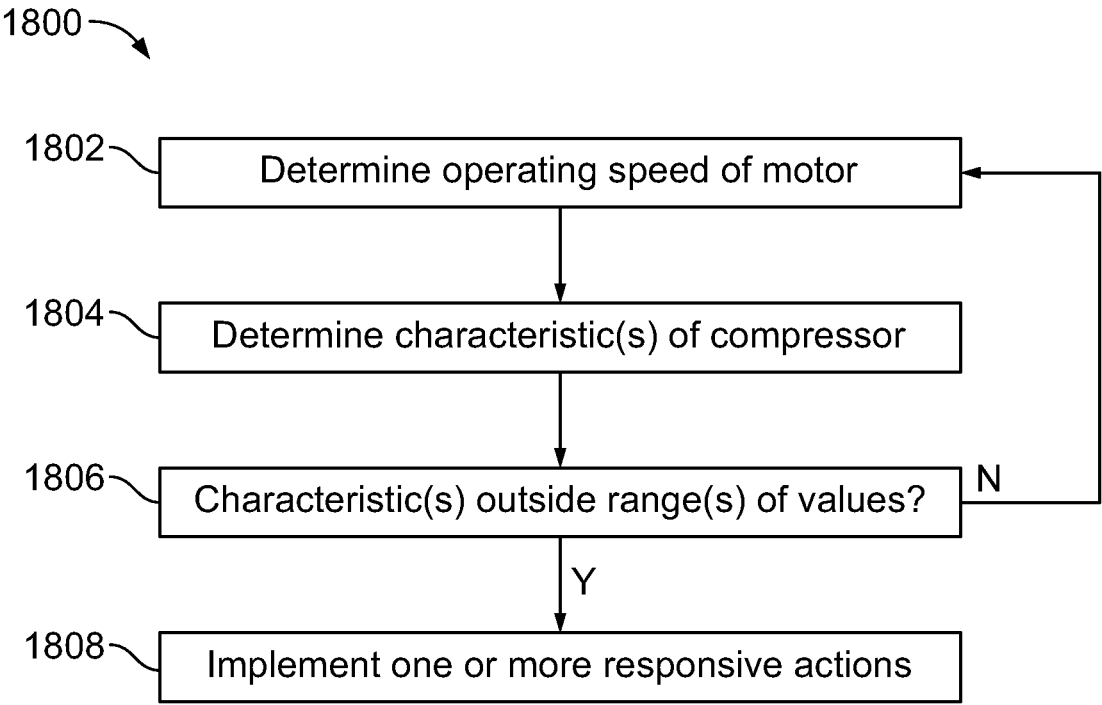 1800
1802
Determine operating speed of motor
1804
Determine characteristic(s) of compressor
1806
Characteristic(s) outside range(s) of values?
N
Y
1808
Implement one or more responsive actions